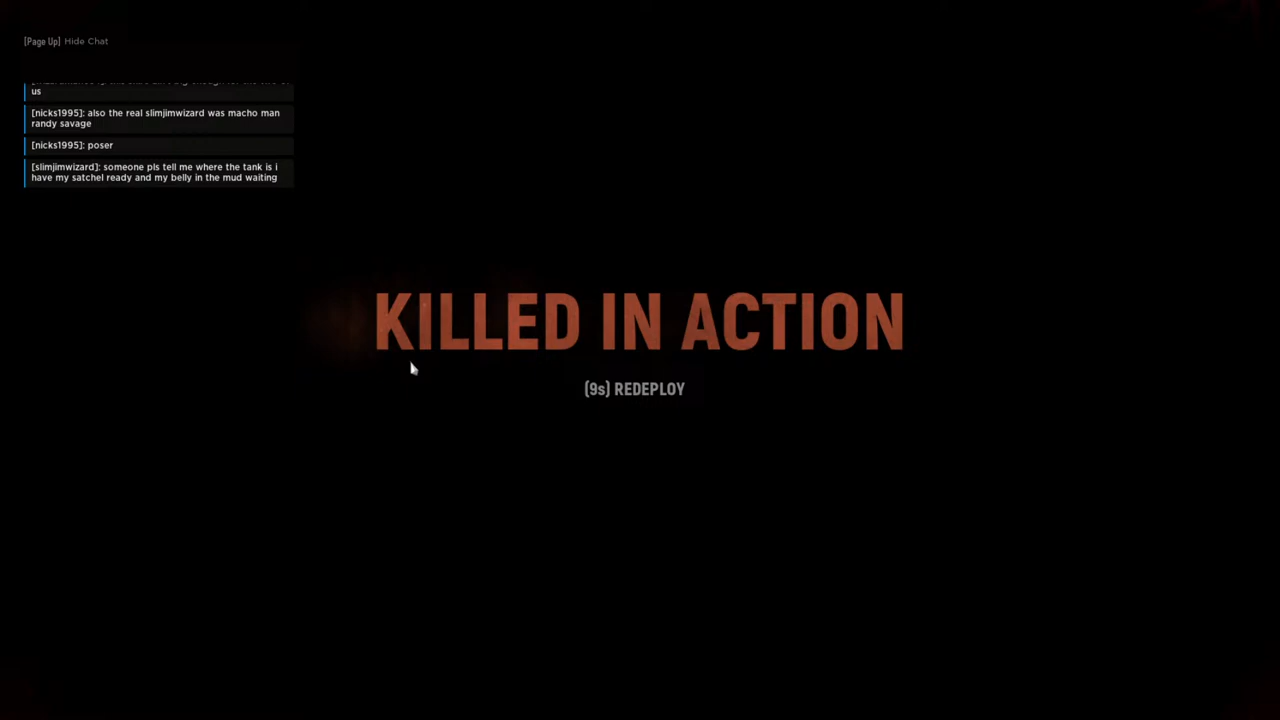 [Page Up] Hide Chat
us
[nicks1995]: also the real slimjimwizard was macho man
randy savage
[nicks1995]: poser
[slimjimwizard]: someone pls tell me where the tank is i
have my satchel ready and my belly in the mud waiting
KILLED IN ACTION
(9s) REDEPLOY